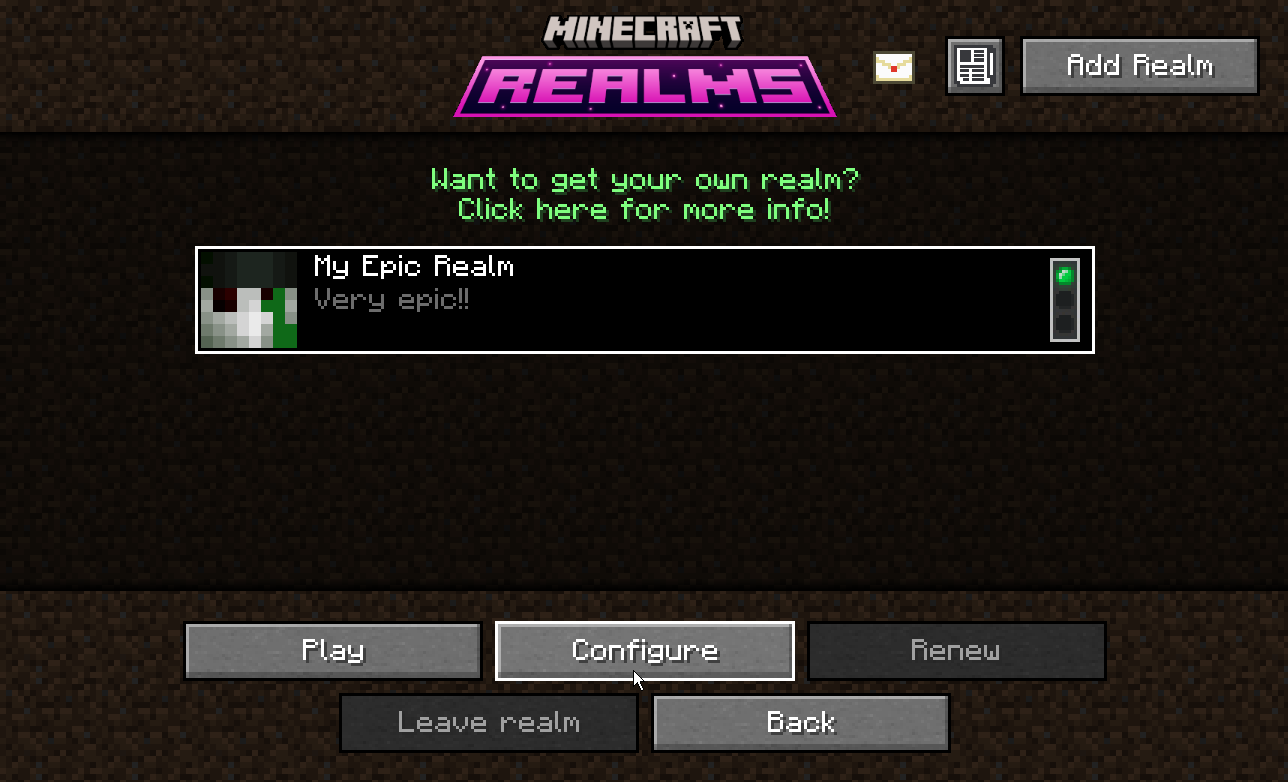 MINECRAFT
REALMS
Add Realm
Want to get your own realm?
Click here for more info!
My Epic Realm
Very epic!!
Play
Configure
Renew
Leave realm
Back